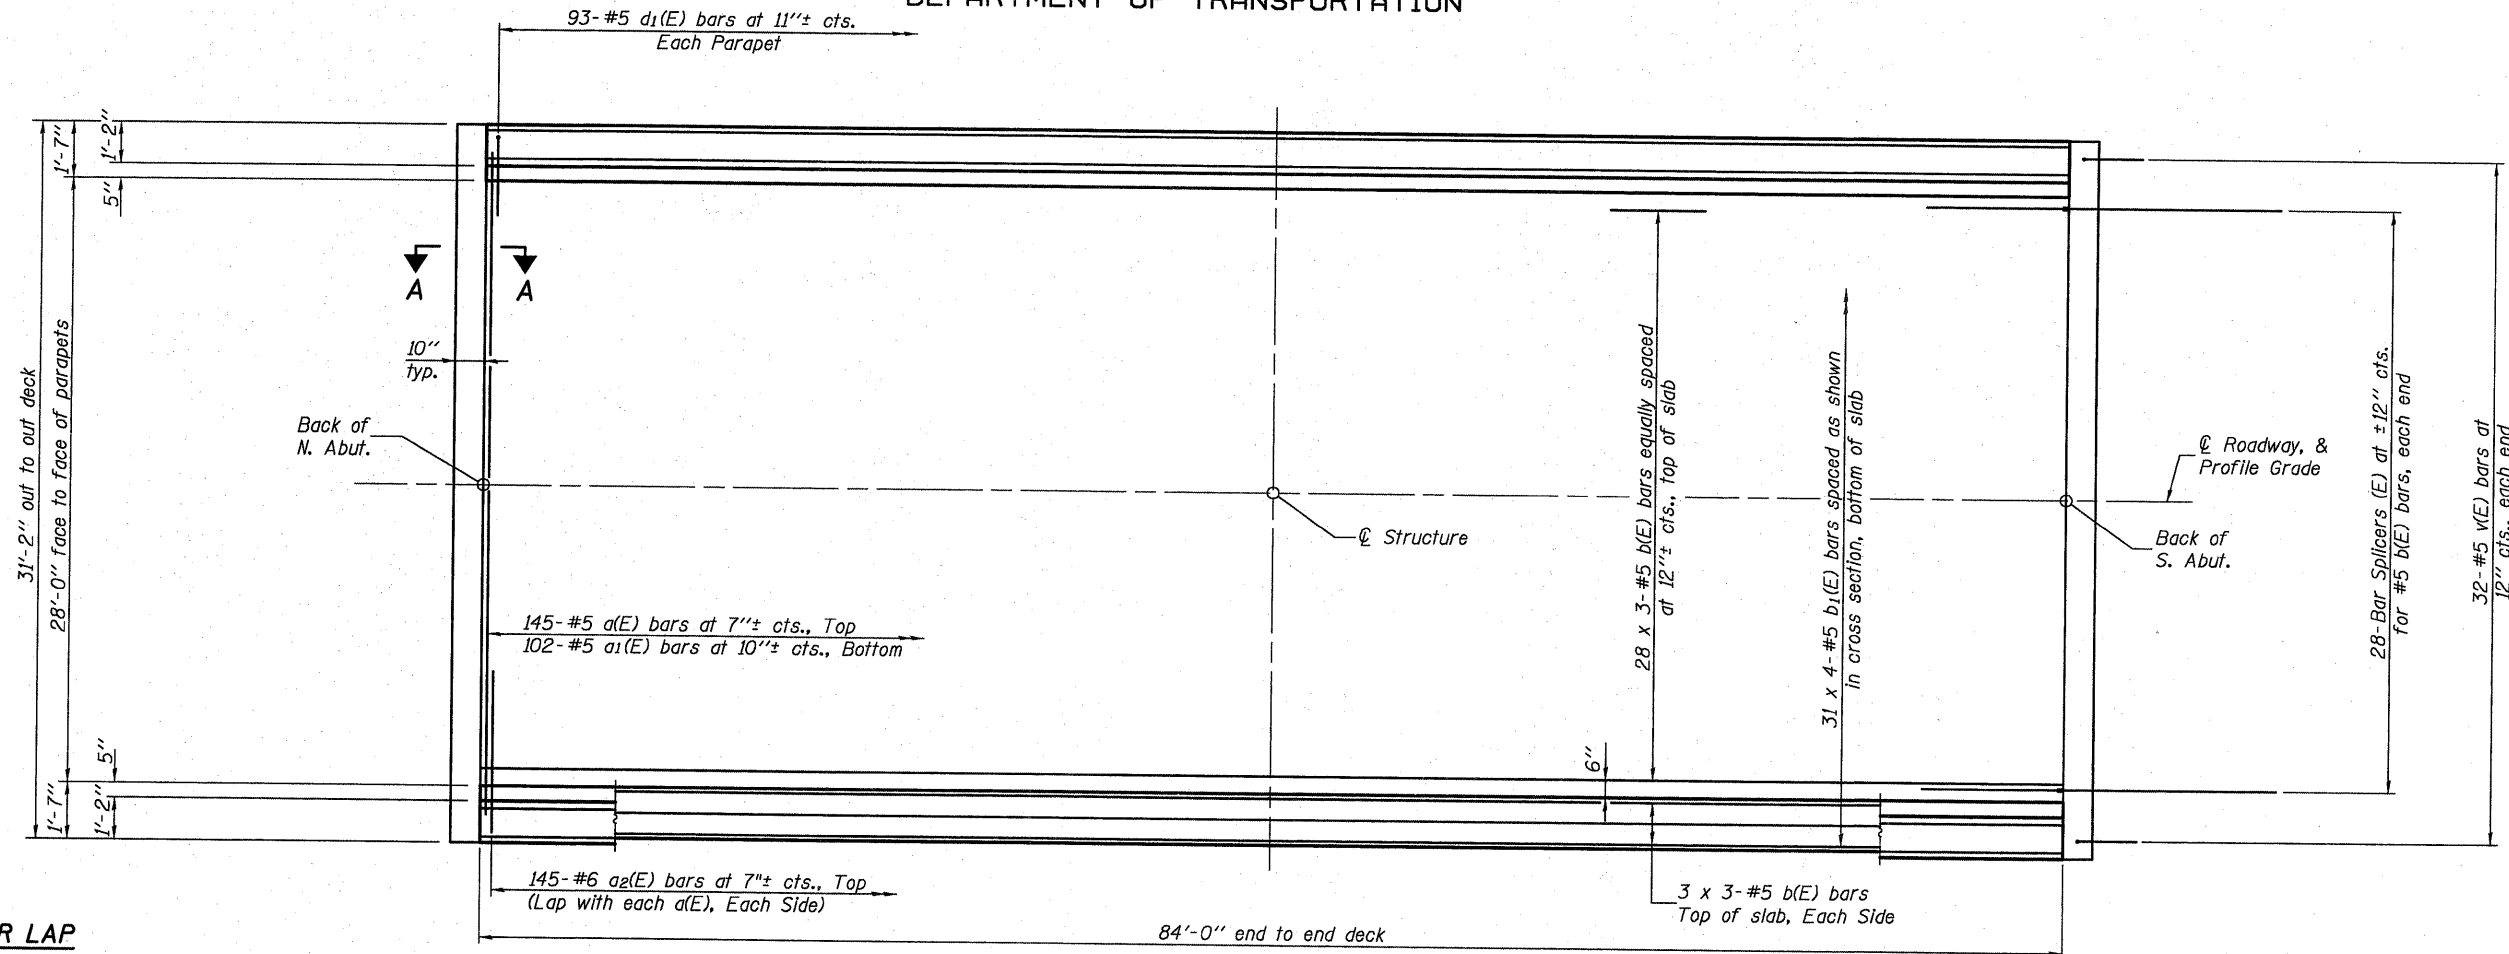 DEPARTMENT OF TRANSPORTATION
93-#5 d1(E) bars at 11"± cts.
Each Parapet
1'-7"
1'-2"
5"
31'-2" out to out deck
28'-0" face to face of parapets
A
A
10"
typ.
Back of
N. Abut.
28 x 3-#5 b(E) bars equally spaced
at 12"± cts., top of slab
31 x 4-#5 b1(E) bars spaced as shown
in cross section, bottom of slab
28-Bar Splicers (E) at ±12" cts.
for #5 b(E) bars, each end
32-#5 v(E) bars at
12" cts., each end
℄ Roadway, &
Profile Grade
℄ Structure
Back of
S. Abut.
145-#5 a(E) bars at 7"± cts., Top
102-#5 a1(E) bars at 10"± cts., Bottom
6"
5"
1'-7"
1'-2"
145-#6 a2(E) bars at 7"± cts., Top
(Lap with each a(E), Each Side)
3 x 3-#5 b(E) bars
Top of slab, Each Side
84'-0" end to end deck
R LAP